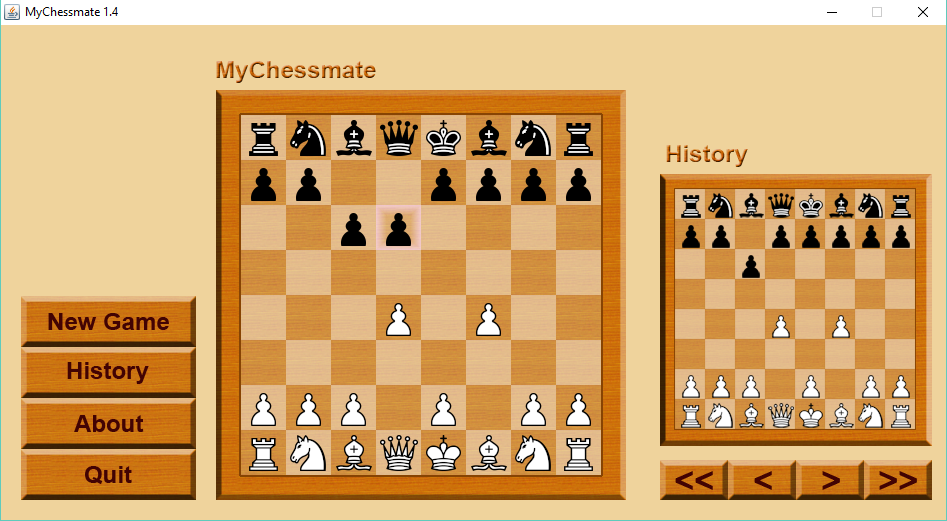 MyChessmate 1.4
MyChessmate
History
New Game
History
About
Quit
<< < > >>